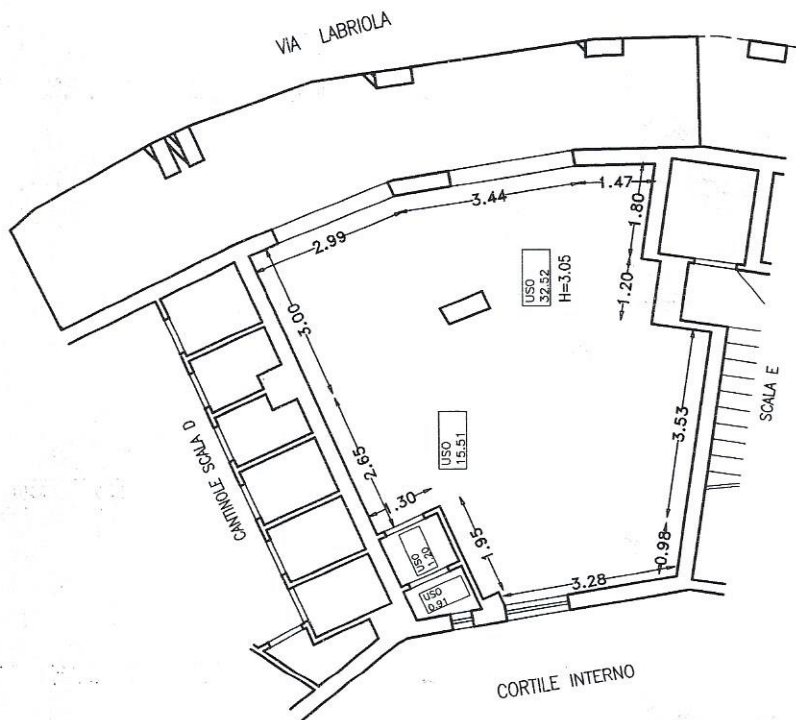 VIA LABRIOLA
2.99
3.44
1.47
1.80
1.20
USO
32.52
H=3.05
3.00
2.65
USO
15.51
3.53
SCALA E
CANTINOLE SCALA D
1.30
1.95
USO
1.20
USO
0.91
3.28
0.98
CORTILE INTERNO